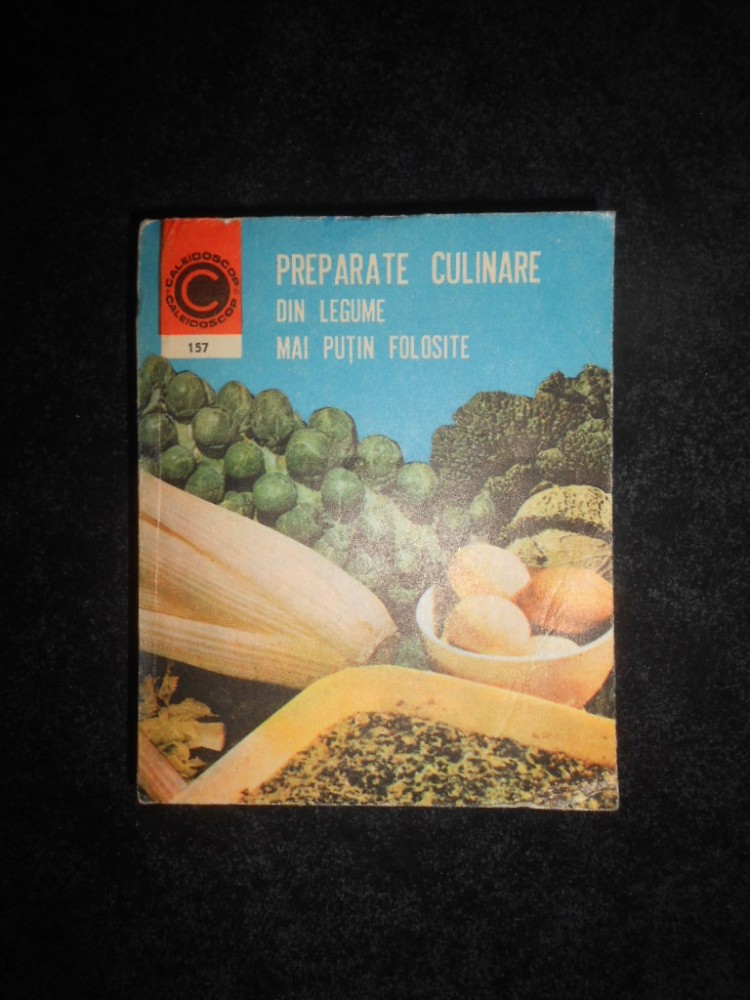 CALEIDOSCOP
C
CALEIDOSCOP
157
PREPARATE CULINARE
DIN LEGUME
MAI PUȚIN FOLOSITE